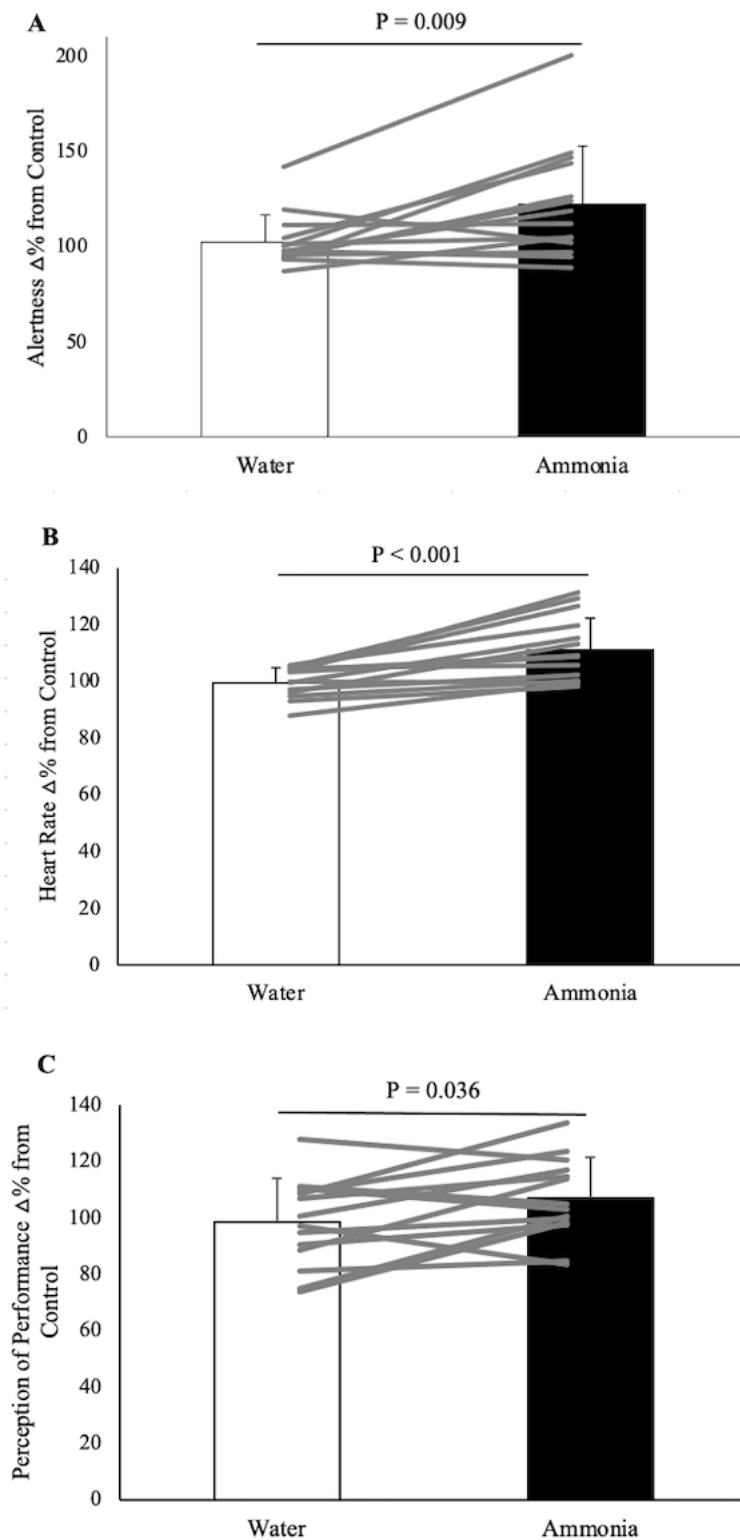 A
P = 0.009
Alertness Δ% from Control
200
150
100
50
0
Water
Ammonia
B
P < 0.001
Heart Rate Δ% from Control
140
120
100
80
60
40
20
0
Water
Ammonia
C
P = 0.036
Perception of Performance Δ% from
Control
140
120
100
80
60
40
20
0
Water
Ammonia